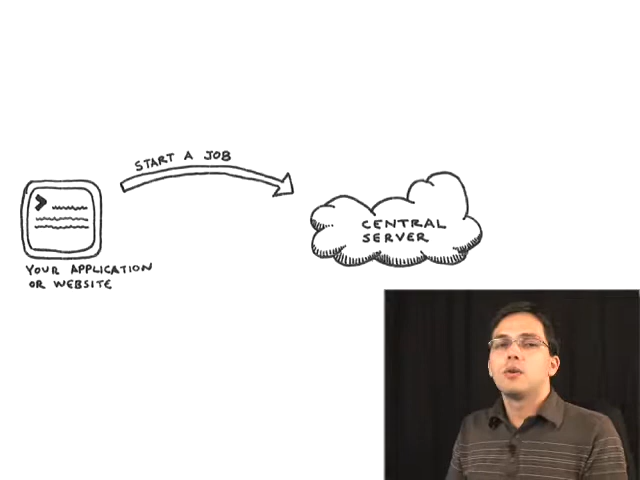 START A JOB
CENTRAL
SERVER
YOUR APPLICATION
OR WEBSITE